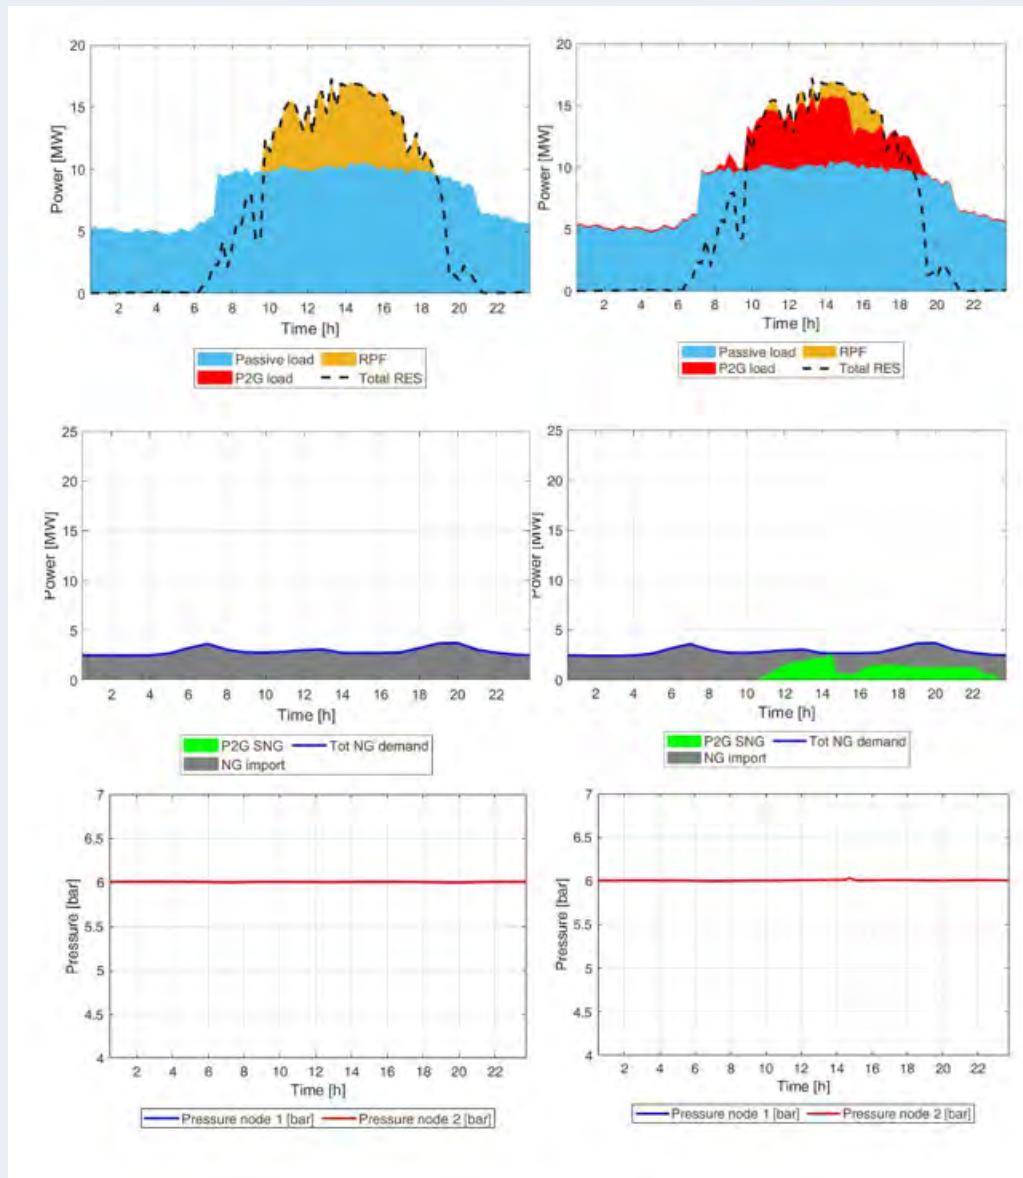 20
15
10
5
0
Power [MW]
2 4 6 8 10 12 14 16 18 20 22
Time [h]
Passive load RPF
P2G load Total RES
20
15
10
5
0
Power [MW]
2 4 6 8 10 12 14 16 18 20 22
Time [h]
Passive load RPF
P2G load Total RES
25
20
15
10
5
0
Power [MW]
2 4 6 8 10 12 14 16 18 20 22
Time [h]
P2G SNG Tot NG demand
NG import
25
20
15
10
5
0
Power [MW]
2 4 6 8 10 12 14 16 18 20 22
Time [h]
P2G SNG Tot NG demand
NG import
7
6.5
6
5.5
5
4.5
4
Pressure [bar]
2 4 6 8 10 12 14 16 18 20 22
Time [h]
Pressure node 1 [bar] Pressure node 2 [bar]
7
6.5
6
5.5
5
4.5
4
Pressure [bar]
2 4 6 8 10 12 14 16 18 20 22
Time [h]
Pressure node 1 [bar] Pressure node 2 [bar]